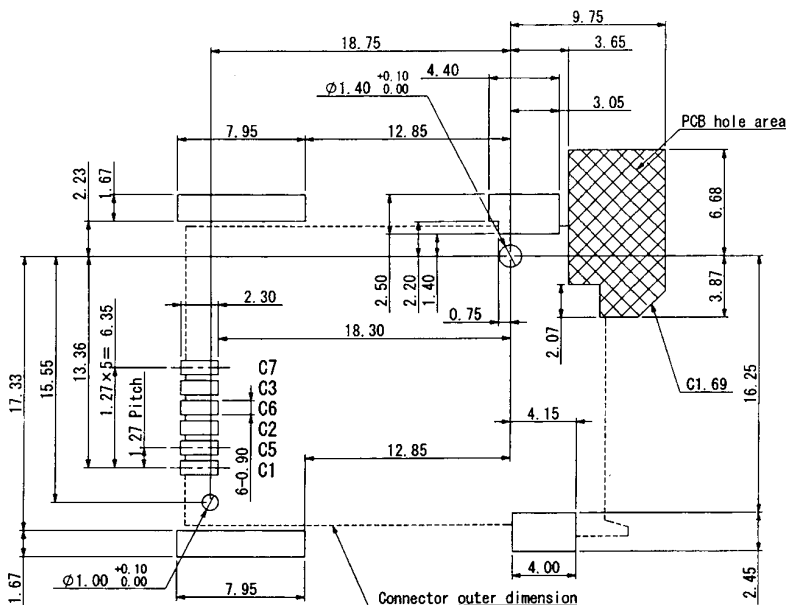 9.75
18.75
3.65
Ø1.40 +0.10 0.00
4.40
3.05
PCB hole area
7.95
12.85
2.23
1.67
6.68
2.50
2.20
1.40
3.87
2.30
0.75
18.30
2.07
C1.69
17.33
15.55
13.36
1.27×5= 6.35
1.27 Pitch
C7
C3
C6
C2
C5
C1
6-0.90
4.15
12.85
16.25
Ø1.00 +0.10 0.00
1.67
7.95
4.00
2.45
Connector outer dimension